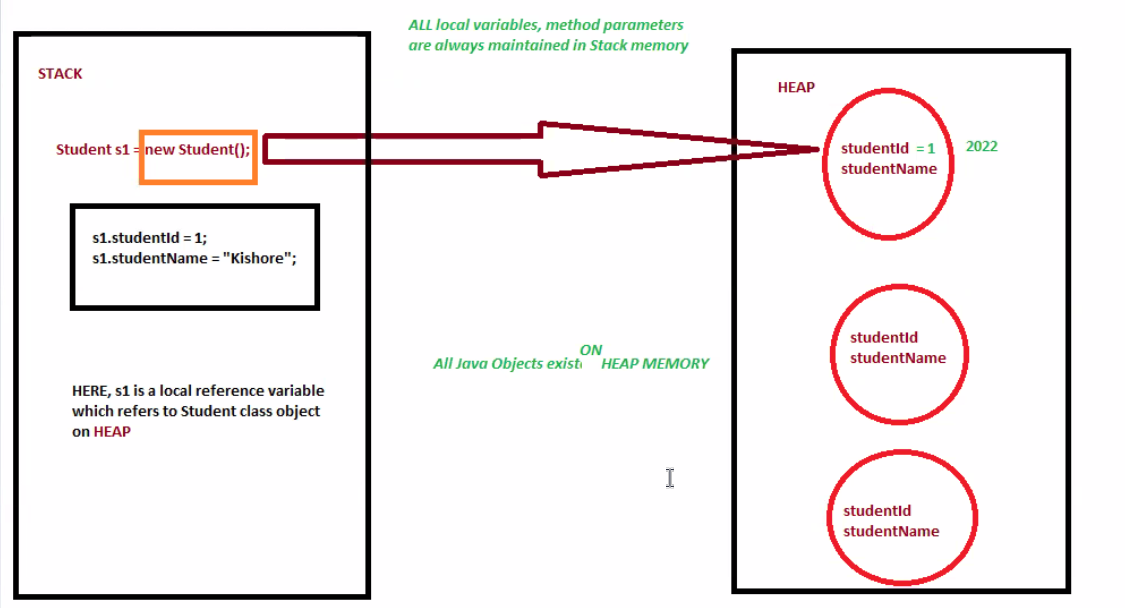 ALL local variables, method parameters
are always maintained in Stack memory
STACK
Student s1 = new Student();
s1.studentId = 1;
s1.studentName = "Kishore";
HERE, s1 is a local reference variable
which refers to Student class object
on HEAP
ON
All Java Objects exist HEAP MEMORY
HEAP
studentId = 1 2022
studentName
studentId
studentName
studentId
studentName